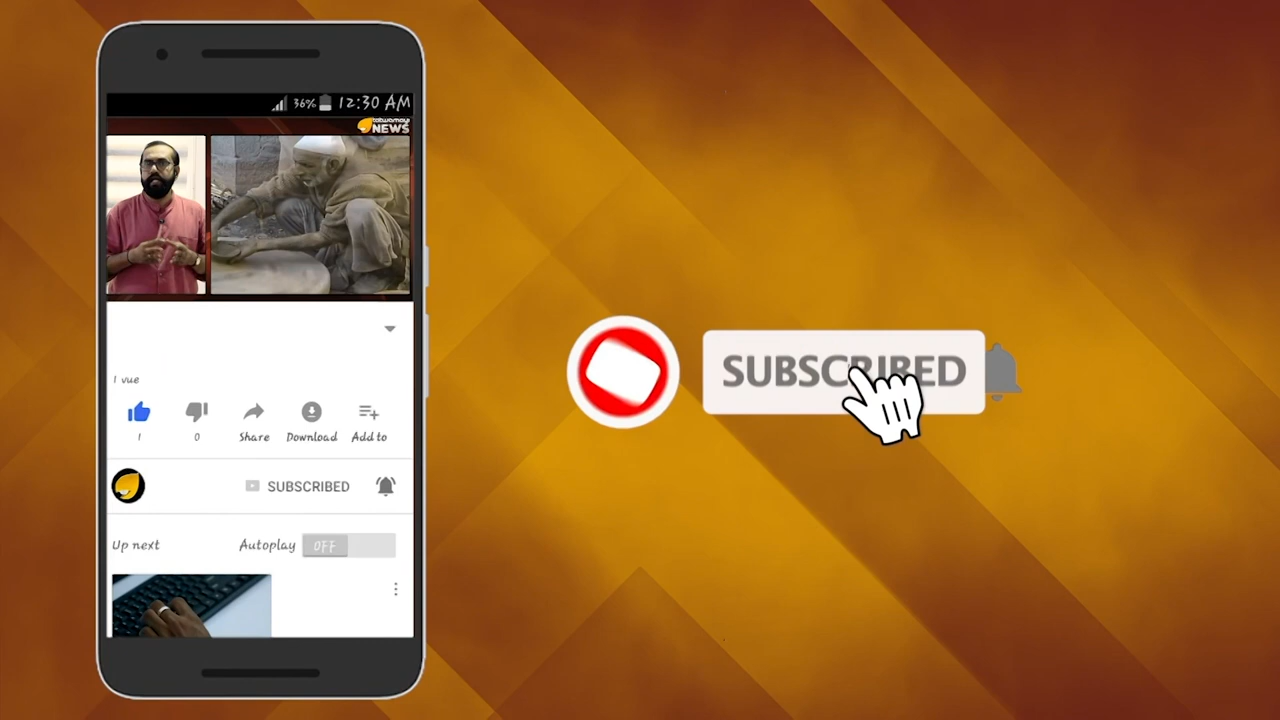 36% 12:30 AM
tatwamayi
NEWS
1 vue
1 0 Share Download Add to
SUBSCRIBED
Up next Autoplay OFF
SUBSCRIBED